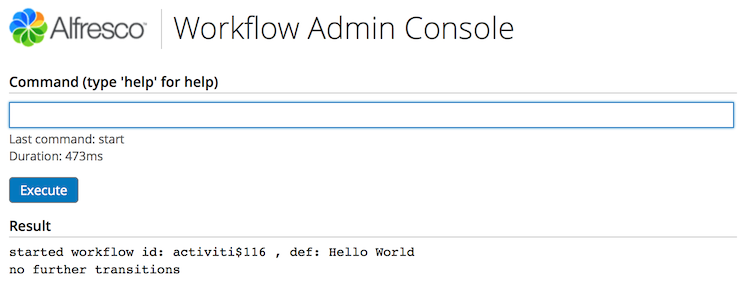 Alfresco™ Workflow Admin Console
Command (type 'help' for help)
Last command: start
Duration: 473ms
Execute
Result
started workflow id: activiti$116 , def: Hello World
no further transitions